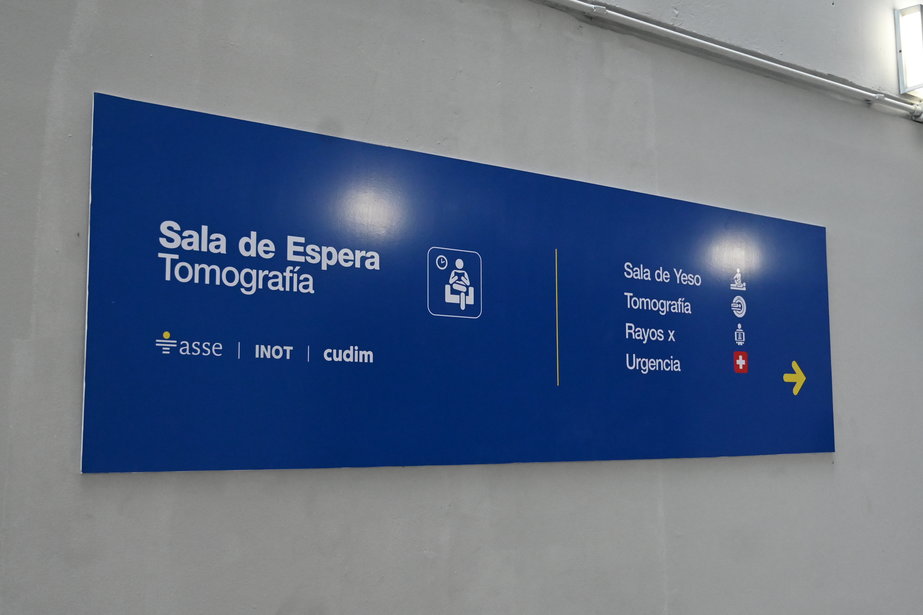 Sala de Espera
Tomografía
asse | INOT | cudim
Sala de Yeso
Tomografía
Rayos x
Urgencia